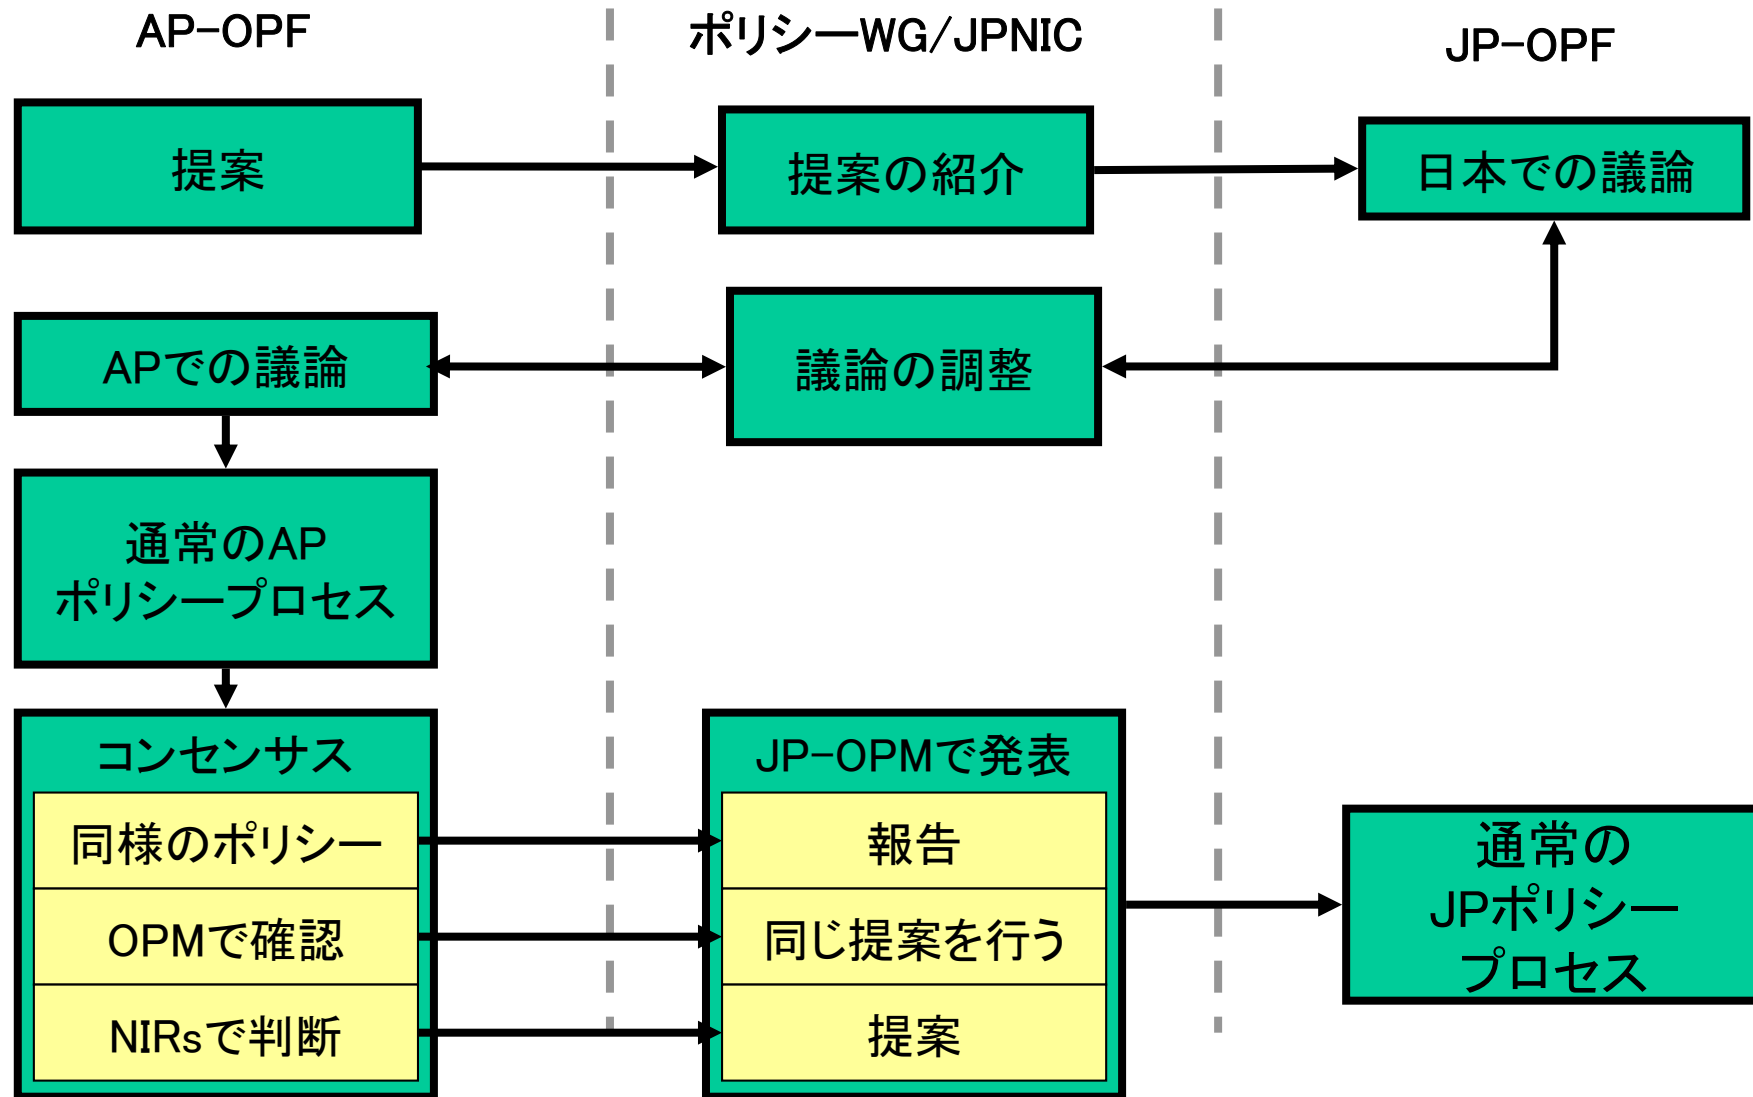 AP-OPF
ポリシーWG/JPNIC
JP-OPF
提案
提案の紹介
日本での議論
APでの議論
議論の調整
通常のAP
ポリシープロセス
コンセンサス
同様のポリシー
OPMで確認
NIRsで判断
JP-OPMで発表
報告
同じ提案を行う
提案
通常の
JPポリシー
プロセス